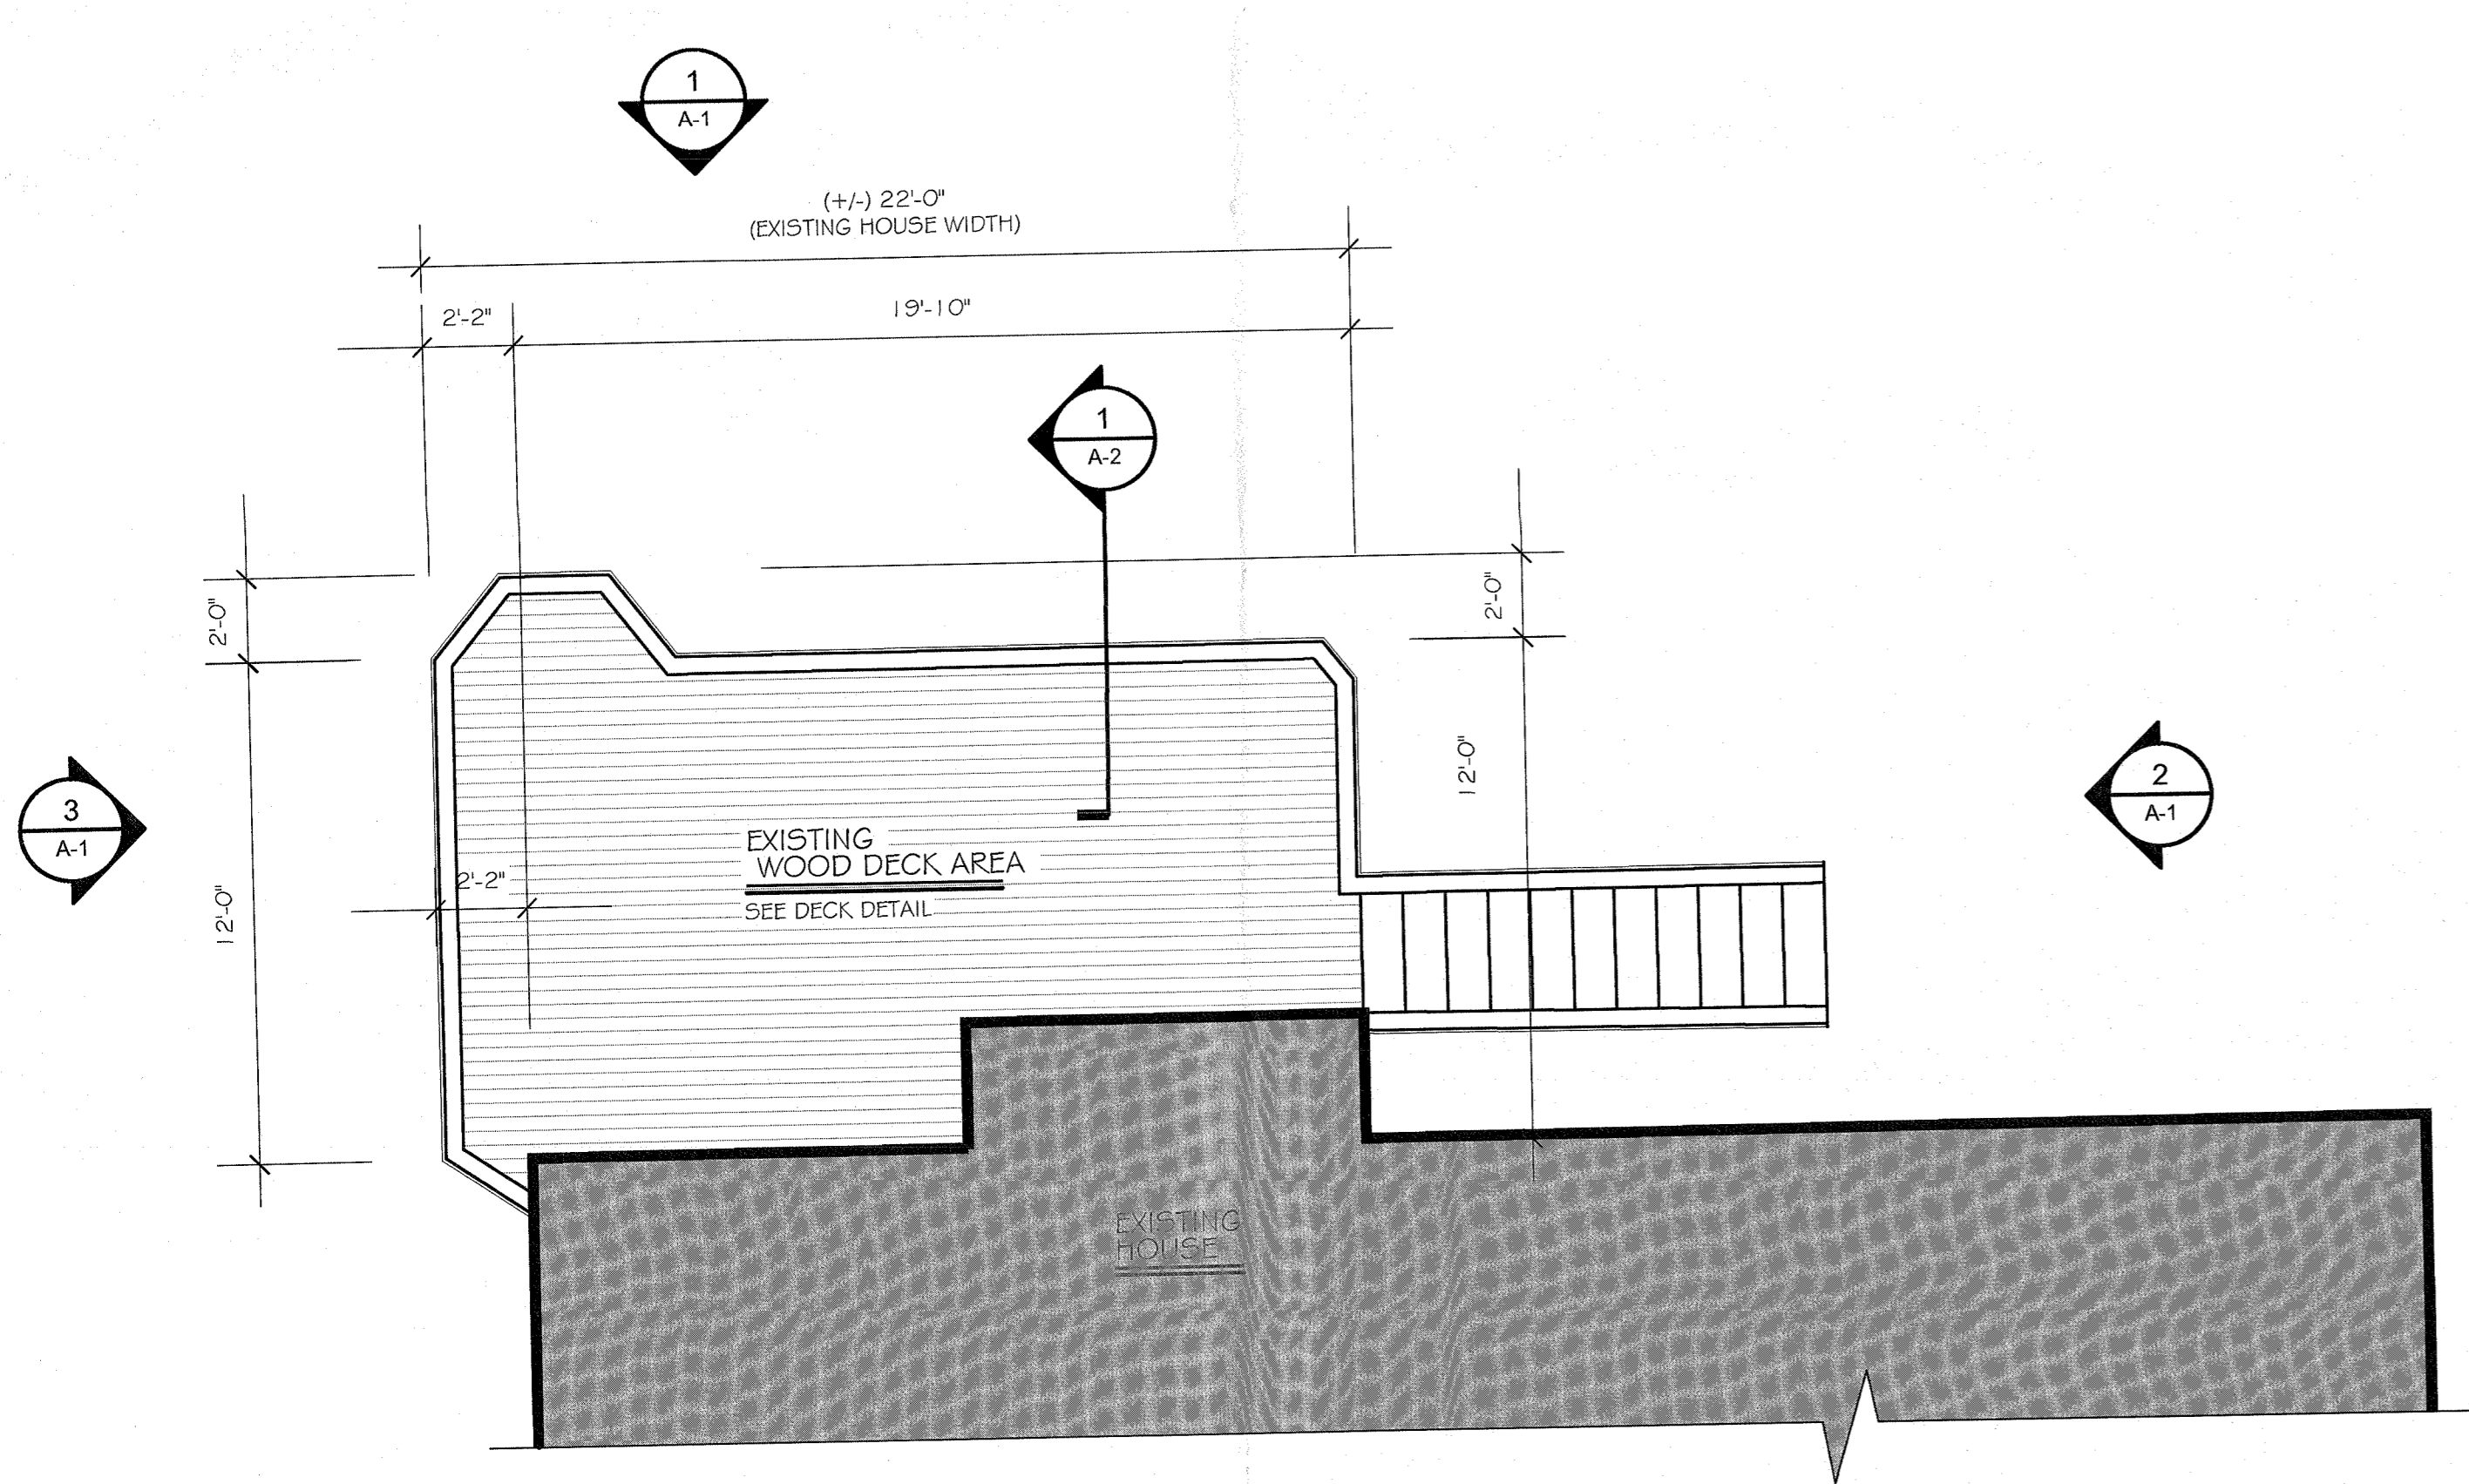 1
A-1
(+/-) 22'-0"
(EXISTING HOUSE WIDTH)
2'-2"
19'-10"
1
A-2
2'-0"
2'-0"
12'-0"
2
A-1
3
A-1
EXISTING
WOOD DECK AREA
2'-2"
SEE DECK DETAIL
12'-0"
EXISTING
HOUSE